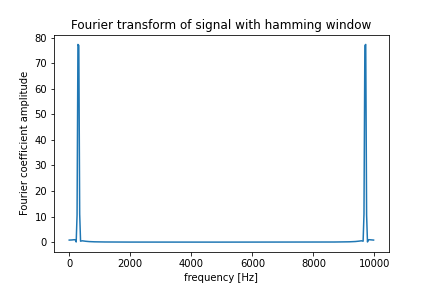 Fourier transform of signal with hamming window
80
70
60
50
40
30
20
10
0
Fourier coefficient amplitude
0 2000 4000 6000 8000 10000
frequency [Hz]